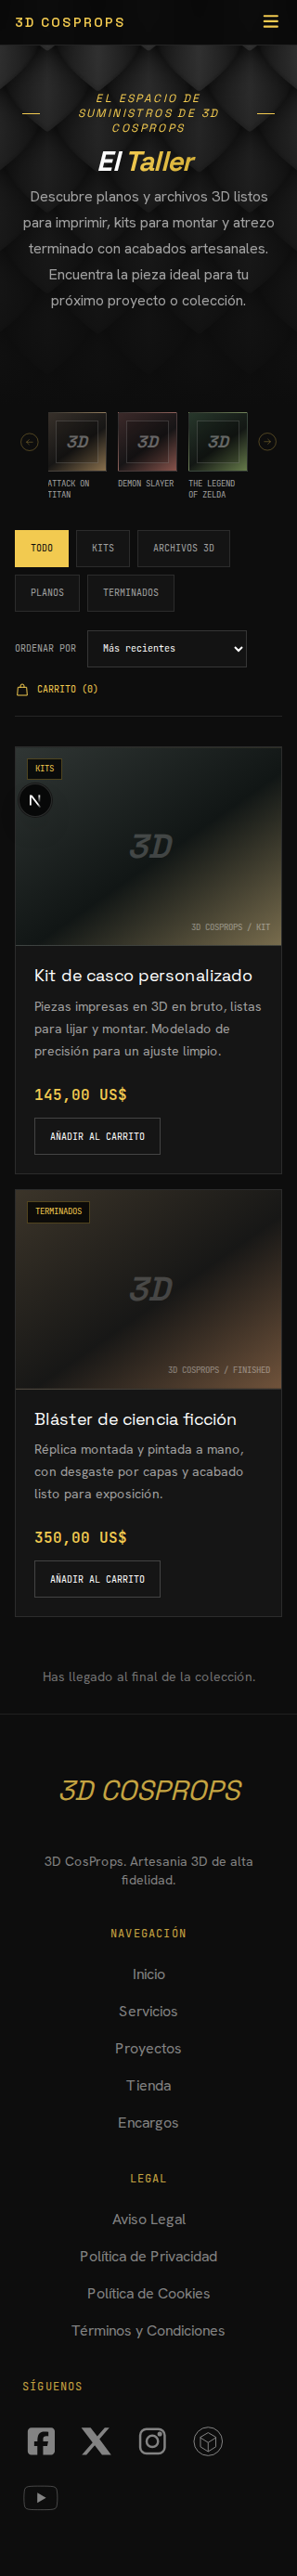 3D COSPROPS
EL ESPACIO DE
SUMINISTROS DE 3D
COSPROPS
El Taller
Descubre planos y archivos 3D listos
para imprimir, kits para montar y atrezo
terminado con acabados artesanales.
Encuentra la pieza ideal para tu
próximo proyecto o colección.
3D
3D
3D
ATTACK ON
TITAN
DEMON SLAYER
THE LEGEND
OF ZELDA
TODO
KITS
ARCHIVOS 3D
PLANOS
TERMINADOS
ORDENAR POR
Más recientes
CARRITO (0)
KITS
N
3D
3D COSPROPS / KIT
Kit de casco personalizado
Piezas impresas en 3D en bruto, listas
para lijar y montar. Modelado de
precisión para un ajuste limpio.
145,00 US$
AÑADIR AL CARRITO
TERMINADOS
3D
3D COSPROPS / FINISHED
Bláster de ciencia ficción
Réplica montada y pintada a mano,
con desgaste por capas y acabado
listo para exposición.
350,00 US$
AÑADIR AL CARRITO
Has llegado al final de la colección.
3D COSPROPS
3D CosProps. Artesania 3D de alta
fidelidad.
NAVEGACIÓN
Inicio
Servicios
Proyectos
Tienda
Encargos
LEGAL
Aviso Legal
Política de Privacidad
Política de Cookies
Términos y Condiciones
SÍGUENOS